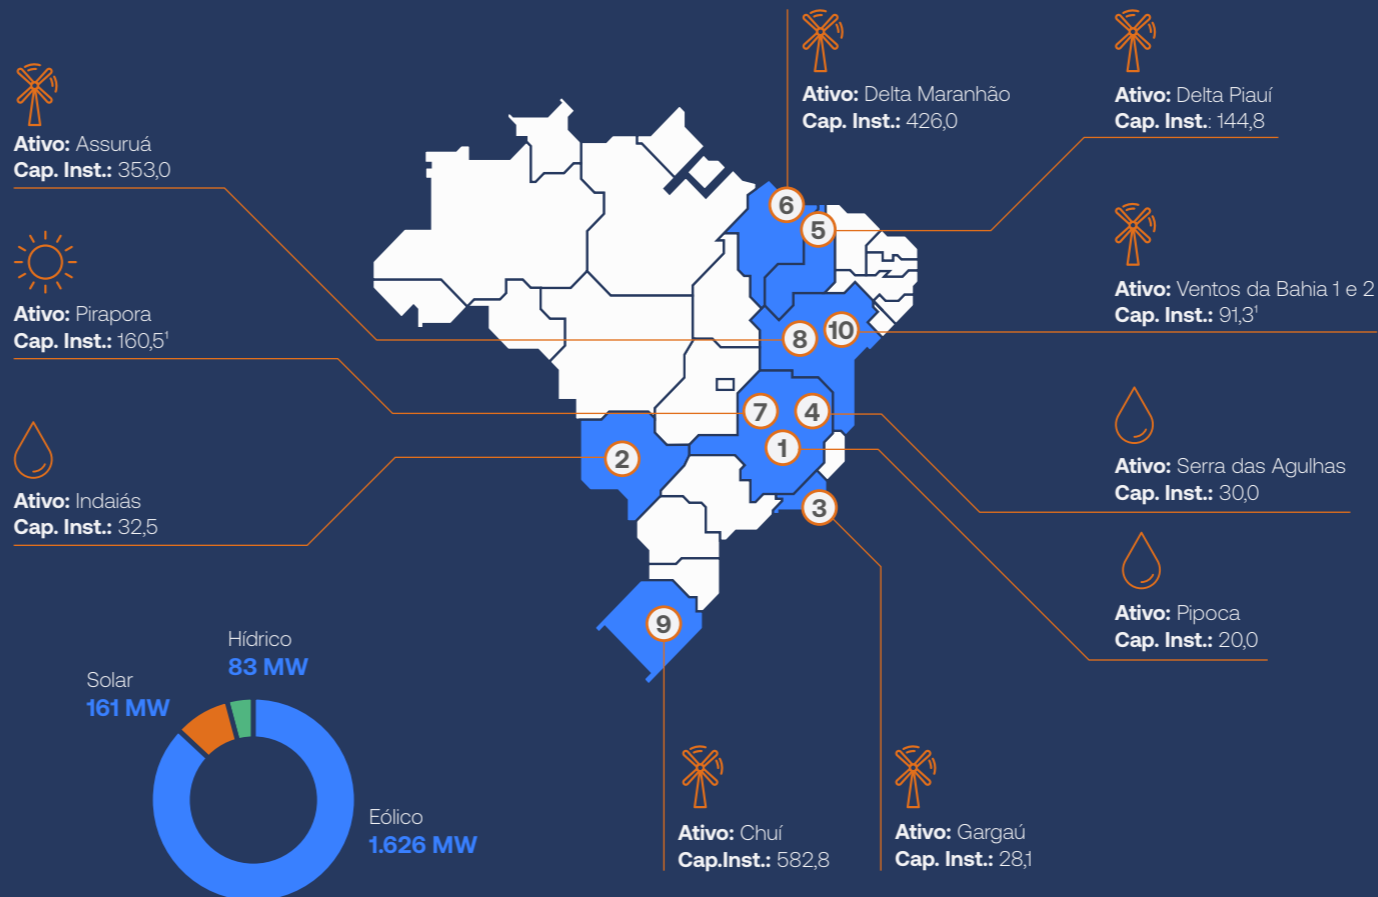 Ativo: Delta Maranhão
Cap. Inst.: 426,0
Ativo: Delta Piauí
Cap. Inst.: 144,8
Ativo: Assuruá
Cap. Inst.: 353,0
Ativo: Ventos da Bahia 1 e 2
Cap. Inst.: 91,3¹
Ativo: Pirapora
Cap. Inst.: 160,5¹
Ativo: Indaiás
Cap. Inst.: 32,5
Ativo: Serra das Agulhas
Cap. Inst.: 30,0
Ativo: Pipoca
Cap. Inst.: 20,0
6
5
8
10
7
4
1
2
3
9
Hídrico
83 MW
Solar
161 MW
Eólico
1.626 MW
Ativo: Chuí
Cap.Inst.: 582,8
Ativo: Gargaú
Cap. Inst.: 28,1